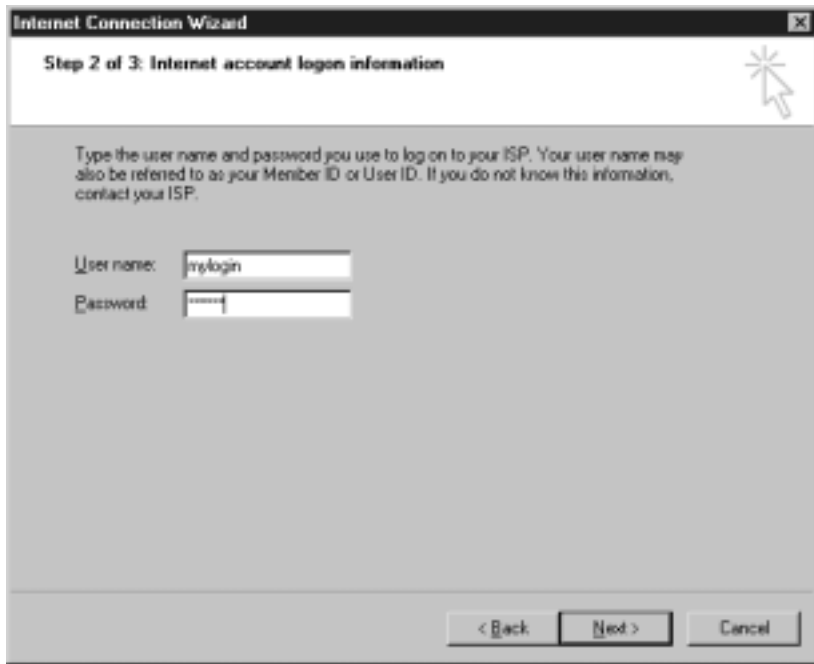 Internet Connection Wizard
Step 2 of 3: Internet account logon information
Type the user name and password you use to log on to your ISP. Your user name may
also be referred to as your Member ID or User ID. If you do not know this information,
contact your ISP.
User name: mylogin
Password:
< Back Next > Cancel